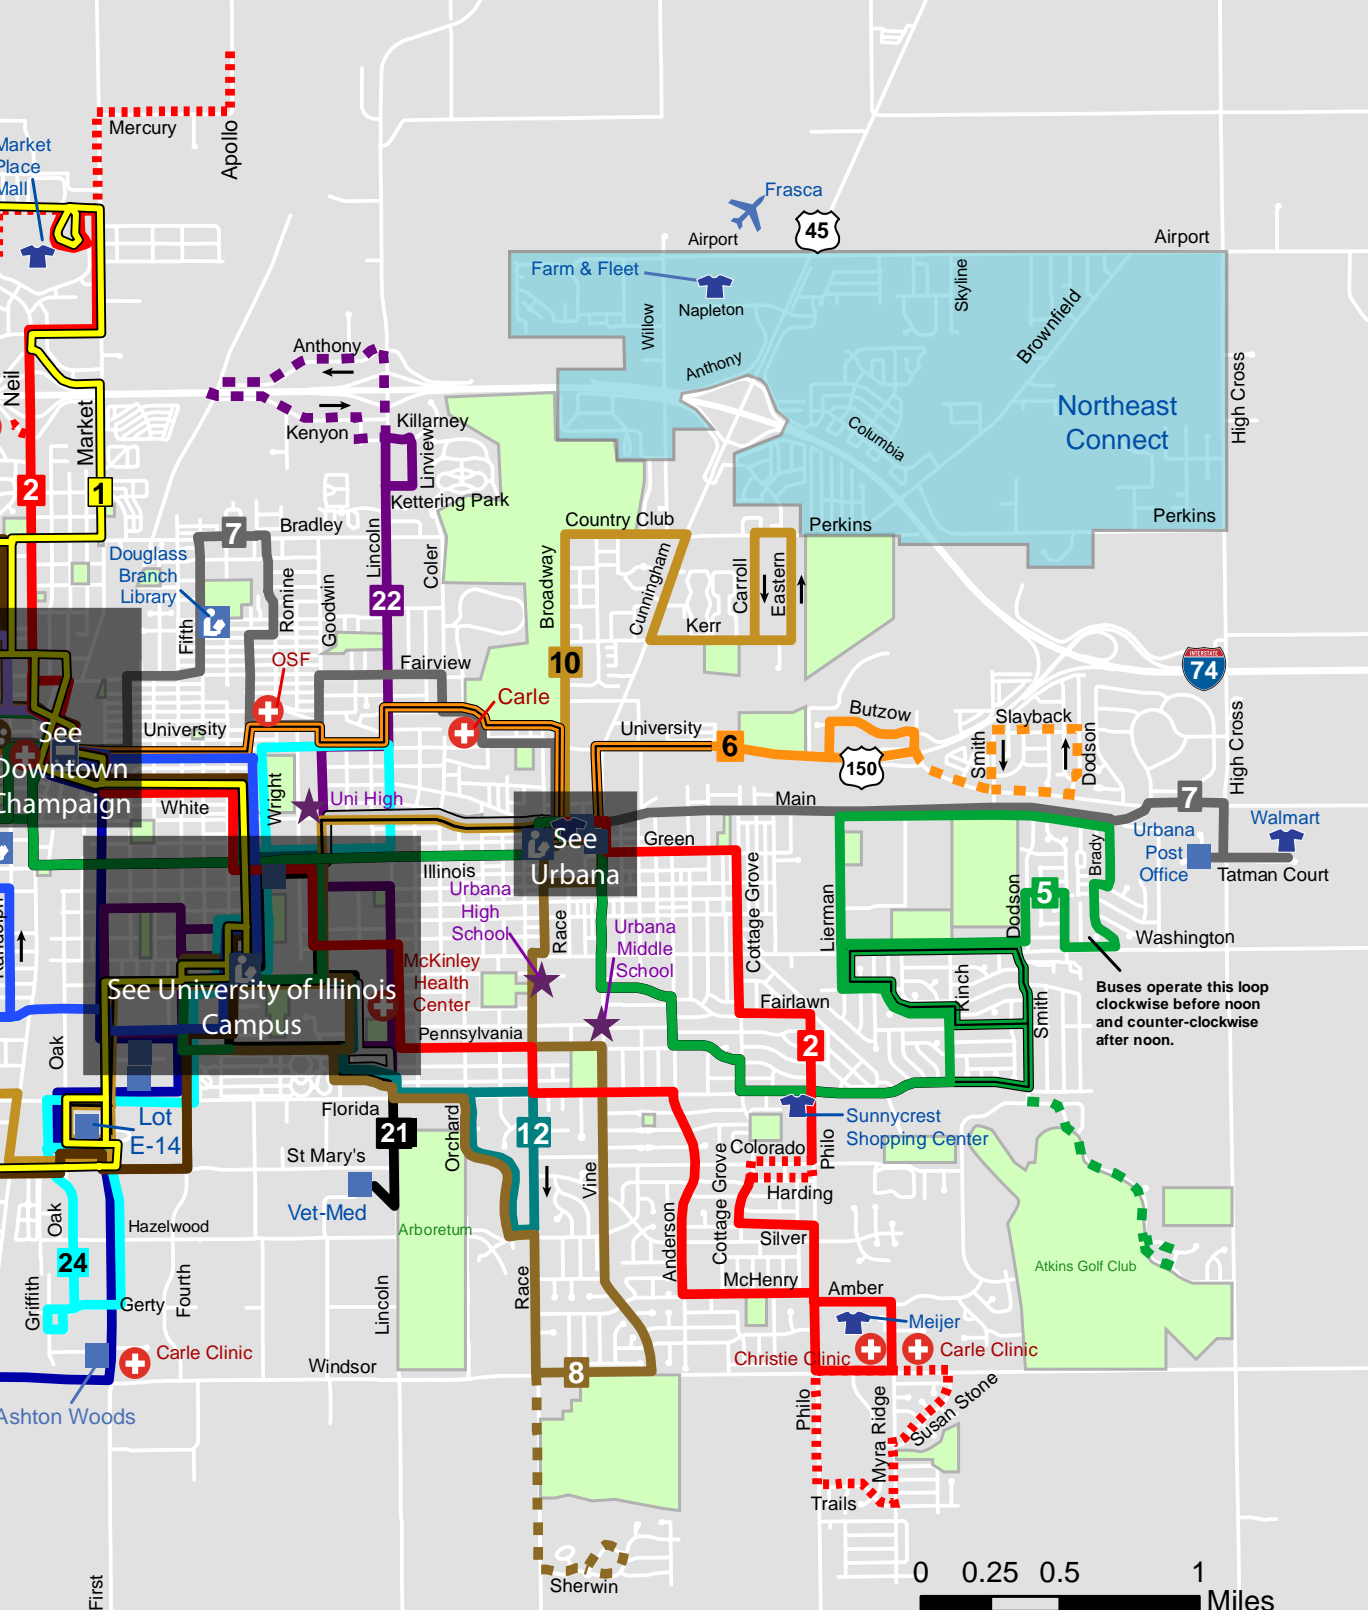 Mercury
Apollo
Market
Place
Mall
Frasca
45
Airport
Airport
Farm & Fleet
Napleton
Willow
Skyline
Brownfield
Anthony
Anthony
Kenyon
Killarney
Linview
Kettering Park
Neil
Market
2
1
Northeast
Connect
High Cross
Columbia
Perkins
Perkins
Country Club
7
Bradley
Douglass
Branch
Library
Lincoln
Coler
Broadway
Cunningham
Carroll
Eastern
Kerr
Romine
Goodwin
Fifth
22
10
OSF
Fairview
Carle
INTERSTATE
74
See
Downtown
Champaign
University
University
6
Butzow
150
Slayback
Smith
Dodson
High Cross
White
Wright
Uni High
Main
7
Walmart
See
Urbana
Green
Urbana
Post
Office
Tatman Court
Brady
Illinois
Urbana
High
School
Race
Urbana
Middle
School
Cottage Grove
Lierman
Dodson
5
Washington
McKinley
Health
Center
See University of Illinois
Campus
Kinch
Smith
Buses operate this loop
clockwise before noon
and counter-clockwise
after noon.
Fairlawn
Pennsylvania
2
Oak
Lot
E-14
Florida
21
Orchard
12
Sunnycrest
Shopping Center
Philo
Colorado
Harding
St Mary's
Vet-Med
Vine
Cottage Grove
Anderson
Silver
Arboretum
Oak
Hazelwood
24
Griffith
Gerty
Fourth
Lincoln
Race
McHenry
Amber
Atkins Golf Club
Meijer
Christie Clinic
Carle Clinic
Carle Clinic
Windsor
8
Ashton Woods
Philo
Myra Ridge
Susan Stone
Trails
Sherwin
First
0 0.25 0.5 1
Miles